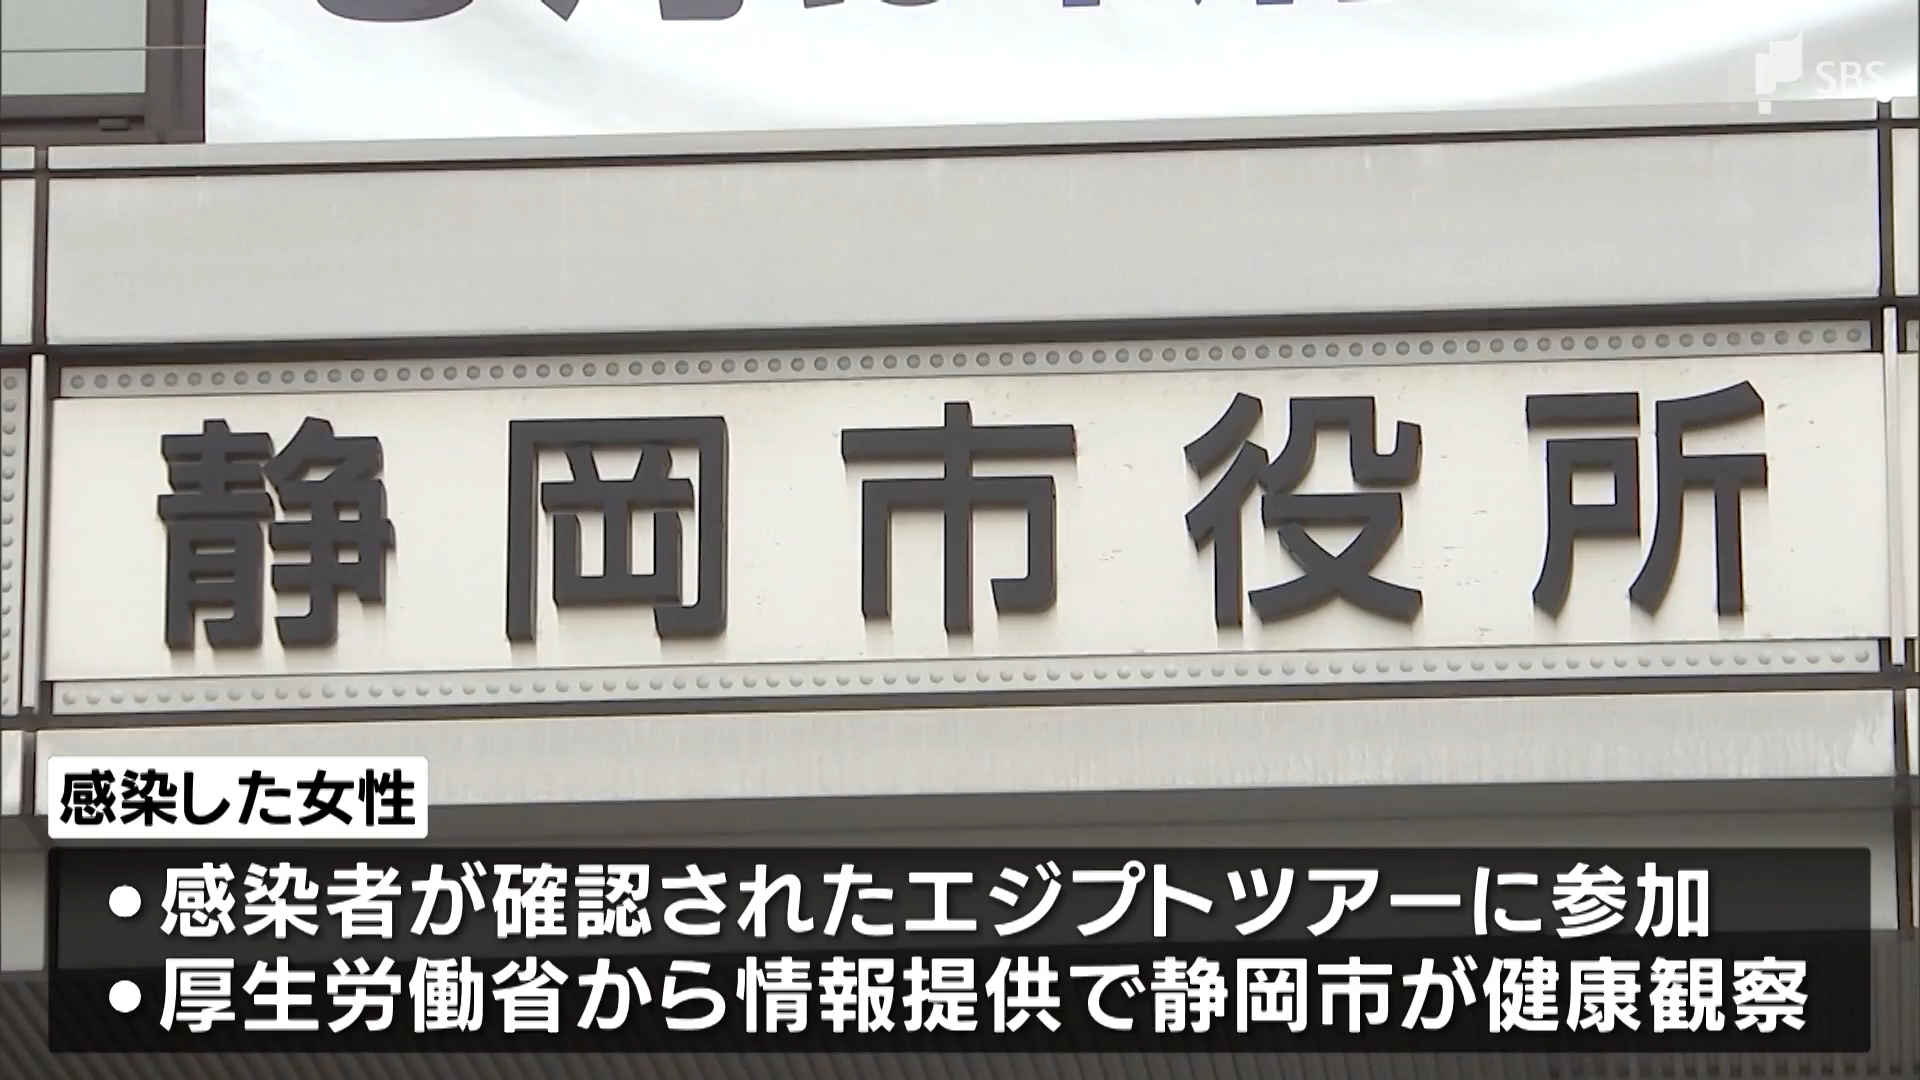 SBS
静岡市役所
感染した女性
・感染者が確認されたエジプトツアーに参加
・厚生労働省から情報提供で静岡市が健康観察